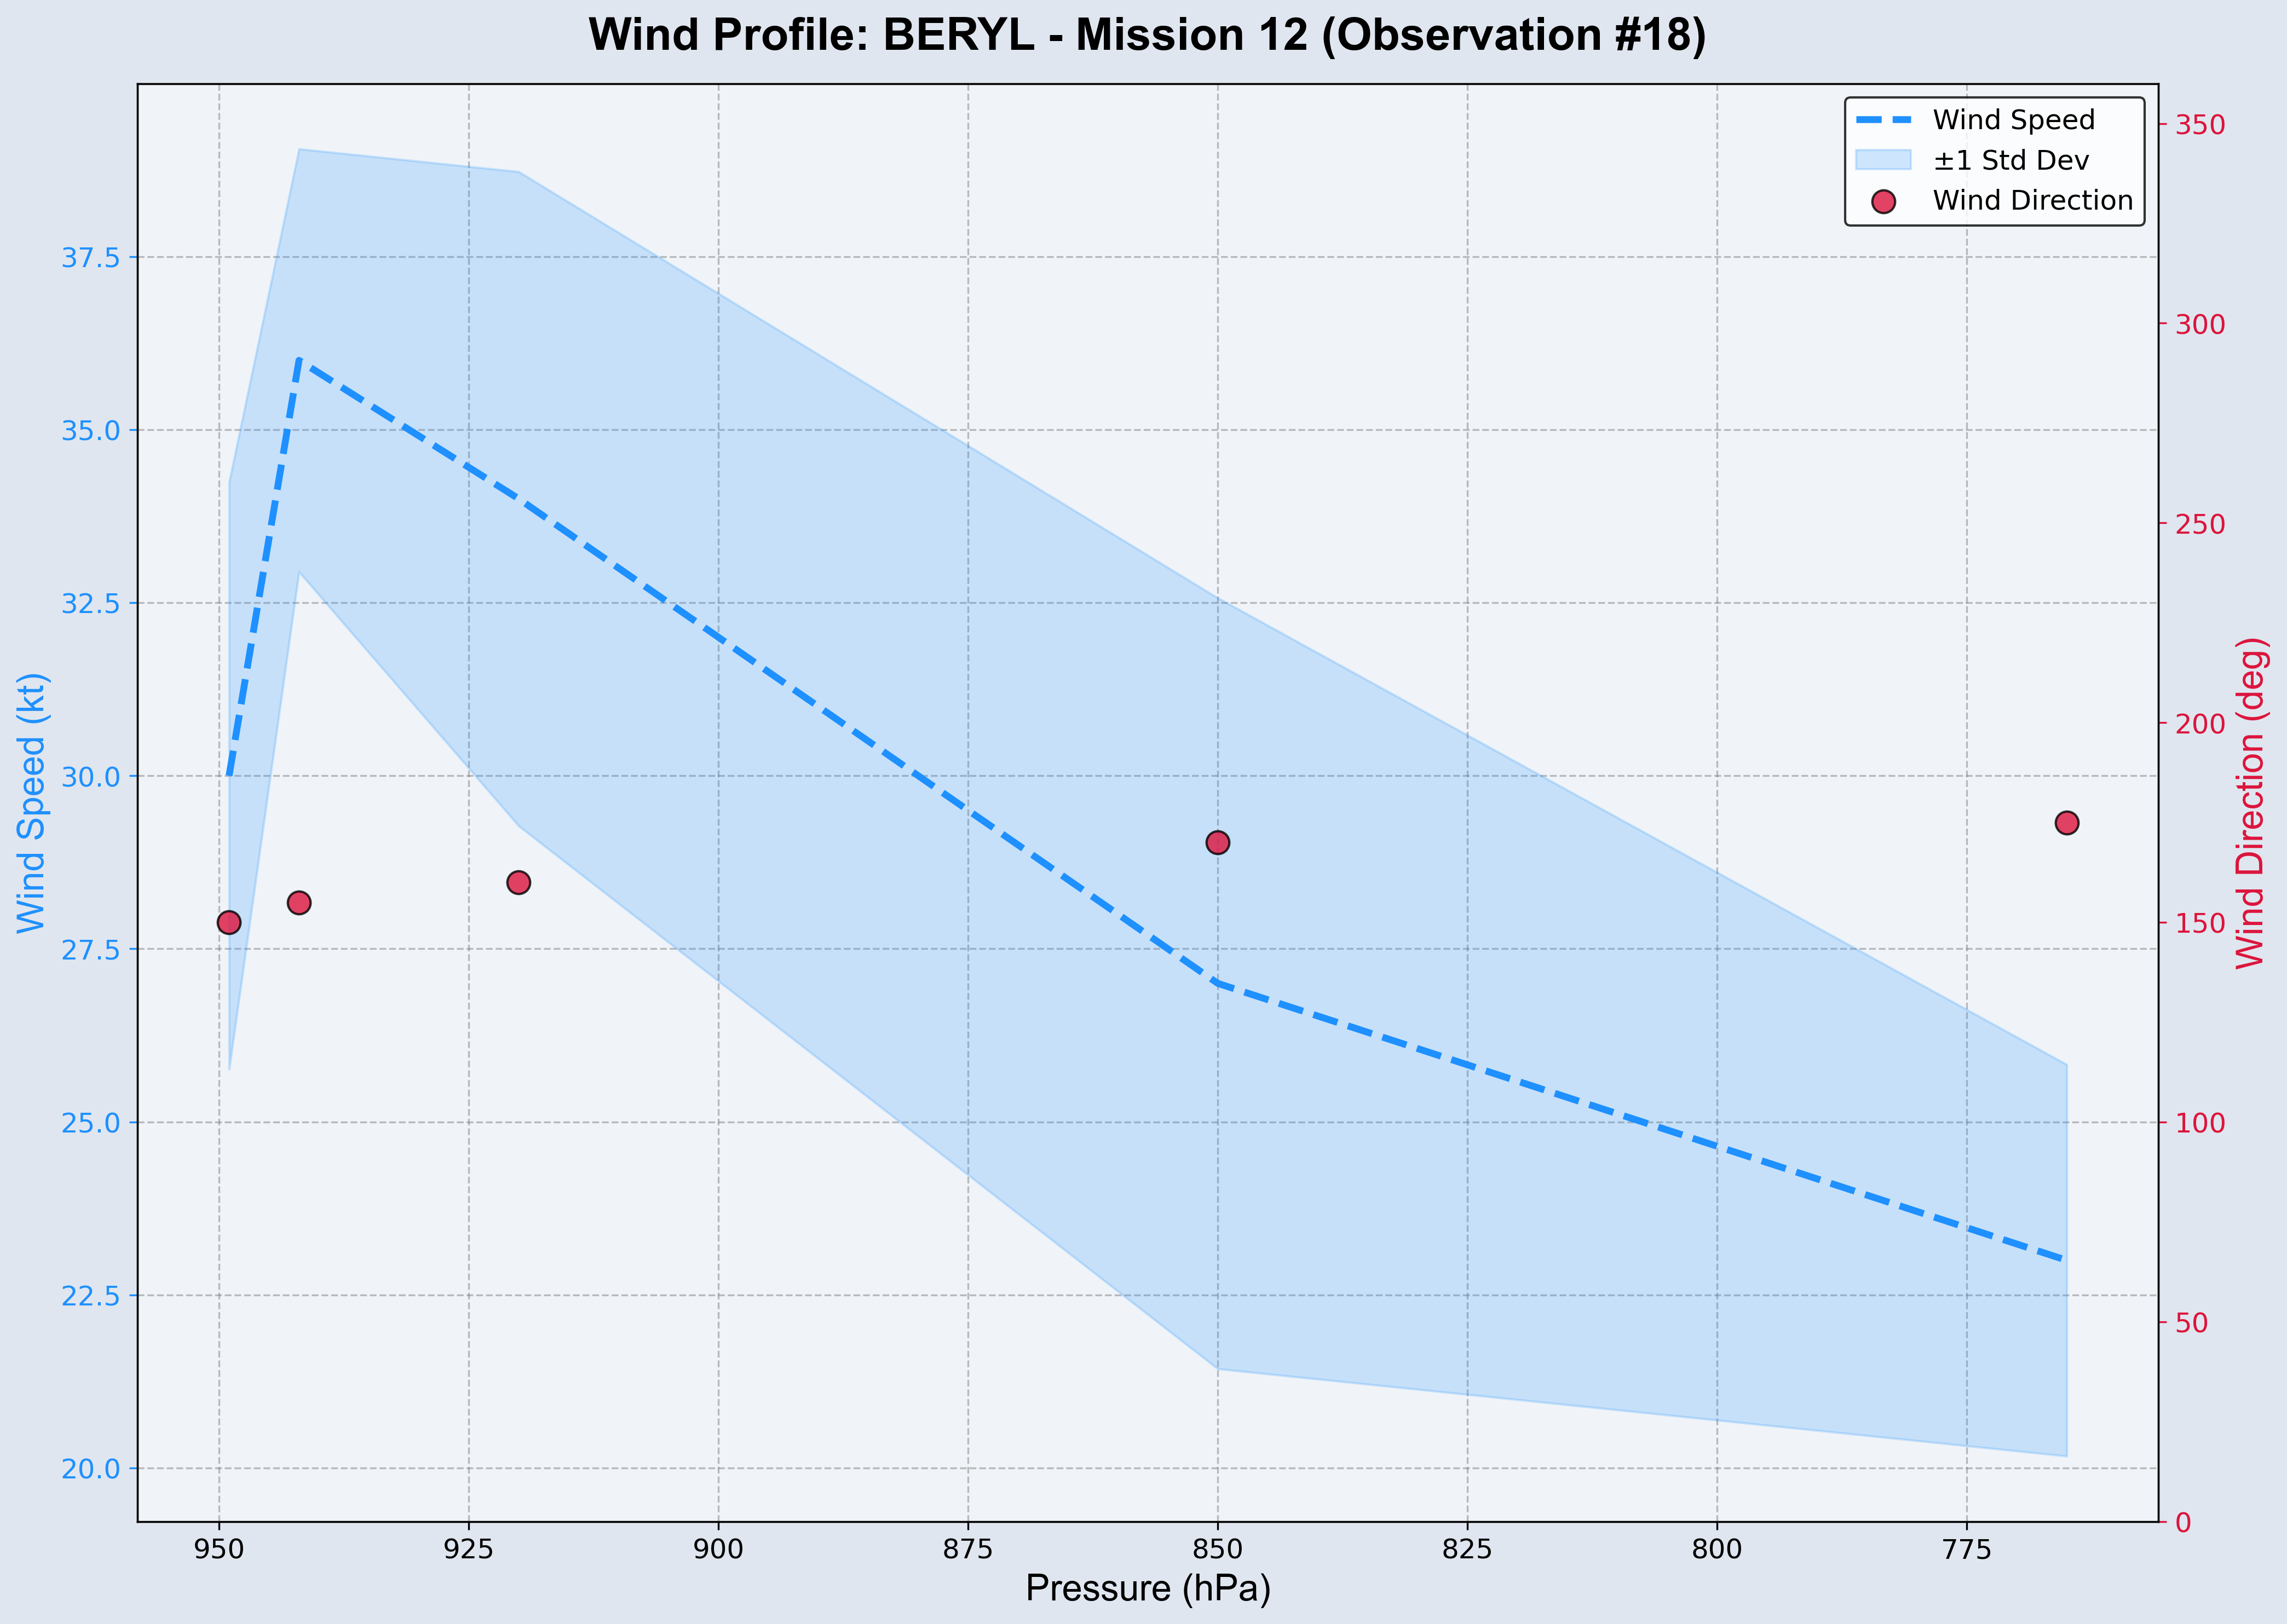 Wind Profile: BERYL - Mission 12 (Observation #18)
Wind Speed
±1 Std Dev
Wind Direction
37.5
35.0
32.5
30.0
27.5
25.0
22.5
20.0
Wind Speed (kt)
350
300
250
200
150
100
50
0
Wind Direction (deg)
950 925 900 875 850 825 800 775
Pressure (hPa)